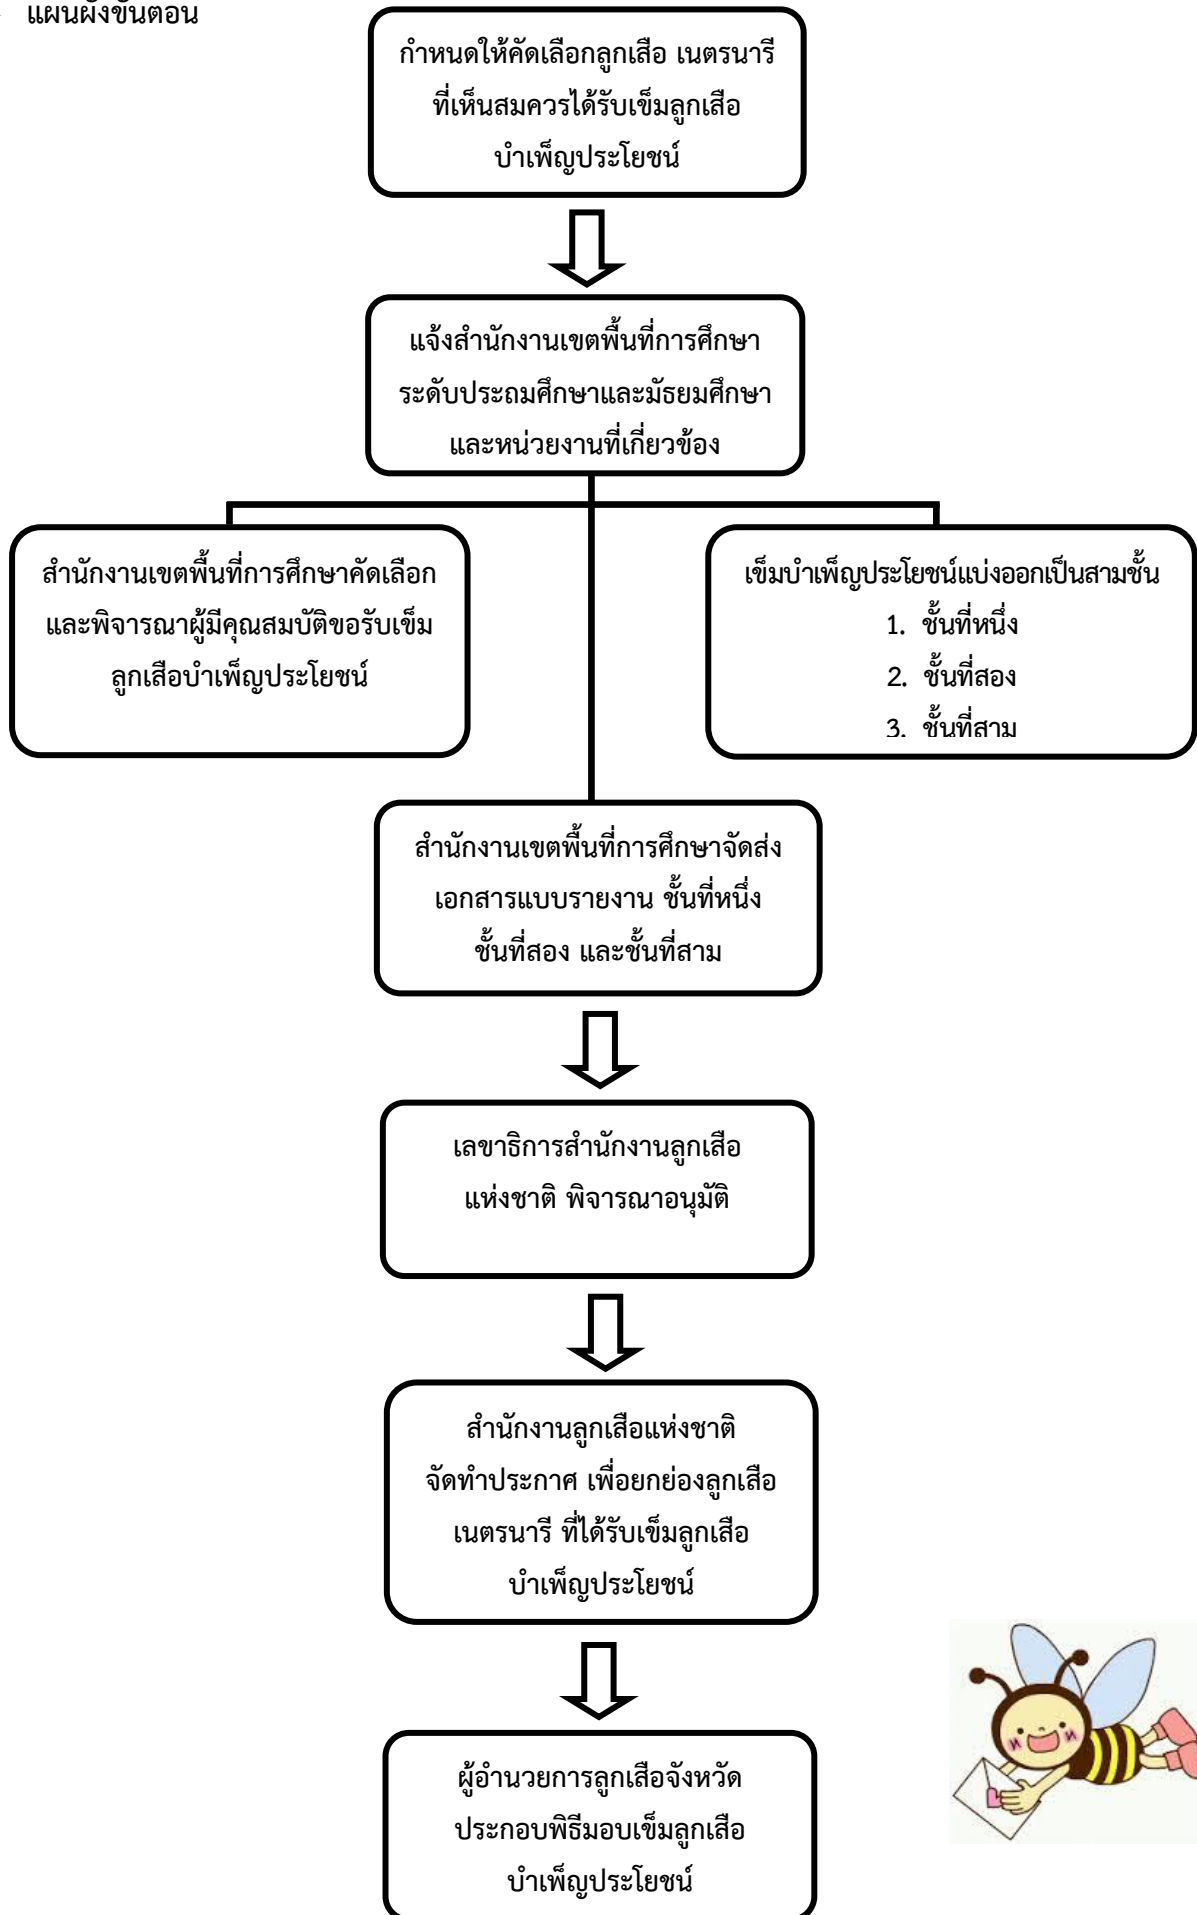 แผนผังขั้นตอน
กำหนดให้คัดเลือกลูกเสือ เนตรนารี
ที่เห็นสมควรได้รับเข็มลูกเสือ
บำเพ็ญประโยชน์
แจ้งสำนักงานเขตพื้นที่การศึกษา
ระดับประถมศึกษาและมัธยมศึกษา
และหน่วยงานที่เกี่ยวข้อง
สำนักงานเขตพื้นที่การศึกษาคัดเลือก
และพิจารณาผู้มีคุณสมบัติขอรับเข็ม
ลูกเสือบำเพ็ญประโยชน์
เข็มบำเพ็ญประโยชน์แบ่งออกเป็นสามชั้น
1. ชั้นที่หนึ่ง
2. ชั้นที่สอง
3. ชั้นที่สาม
สำนักงานเขตพื้นที่การศึกษาจัดส่ง
เอกสารแบบรายงาน ชั้นที่หนึ่ง
ชั้นที่สอง และชั้นที่สาม
เลขาธิการสำนักงานลูกเสือ
แห่งชาติ พิจารณาอนุมัติ
สำนักงานลูกเสือแห่งชาติ
จัดทำประกาศ เพื่อยกย่องลูกเสือ
เนตรนารี ที่ได้รับเข็มลูกเสือ
บำเพ็ญประโยชน์
ผู้อำนวยการลูกเสือจังหวัด
ประกอบพิธีมอบเข็มลูกเสือ
บำเพ็ญประโยชน์